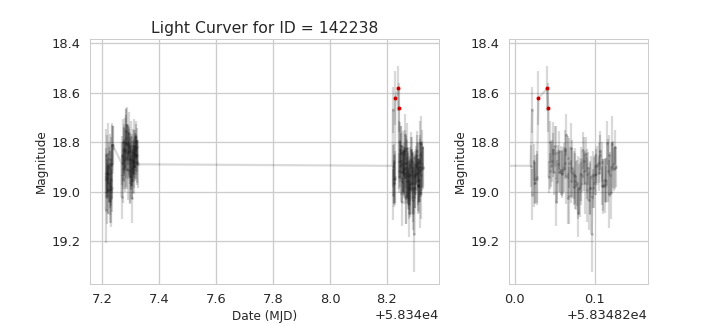 Light Curver for ID = 142238
18.4
18.6
18.8
19.0
19.2
Magnitude
7.2 7.4 7.6 7.8 8.0 8.2
Date (MJD)
+5.834e4
18.4
18.6
18.8
19.0
19.2
Magnitude
0.0 0.1
+5.83482e4